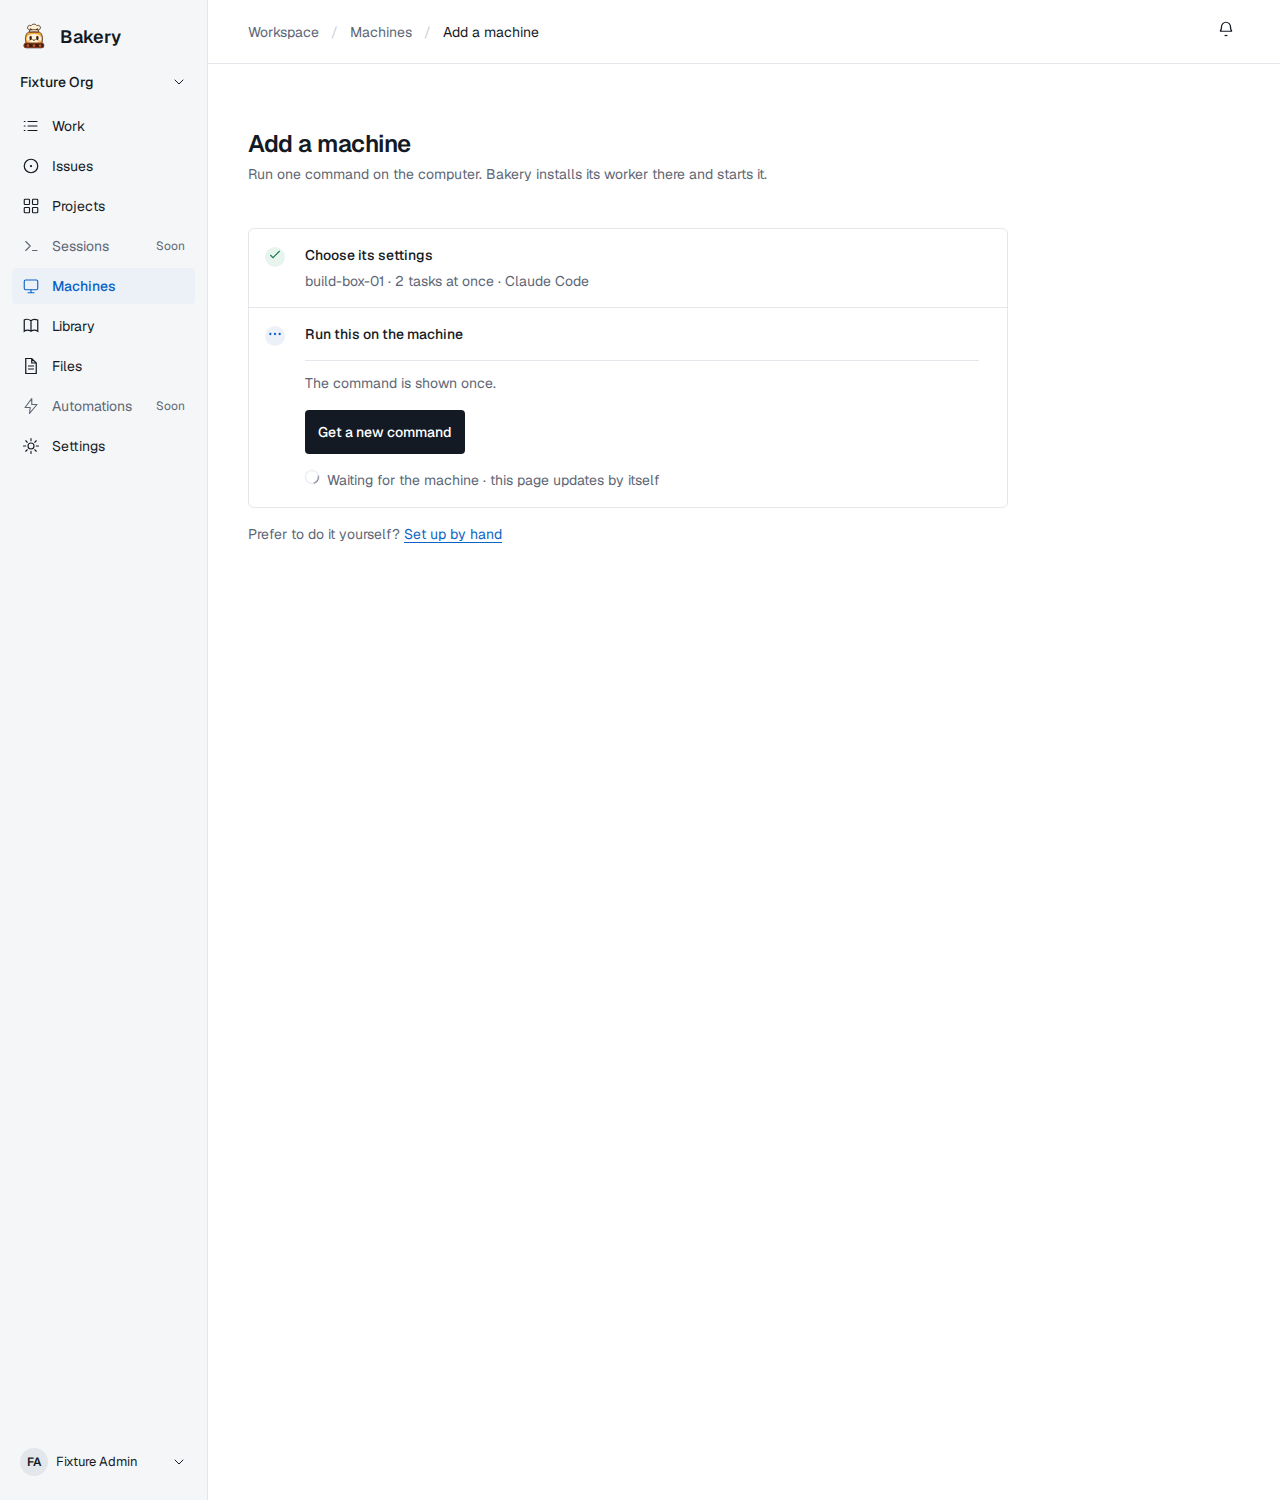 Bakery
Fixture Org
Work
Issues
Projects
Sessions Soon
Machines
Library
Files
Automations Soon
Settings
FA Fixture Admin
Workspace / Machines / Add a machine
Add a machine
Run one command on the computer. Bakery installs its worker there and starts it.
Choose its settings
build-box-01 · 2 tasks at once · Claude Code
Run this on the machine
The command is shown once.
Get a new command
Waiting for the machine · this page updates by itself
Prefer to do it yourself? Set up by hand